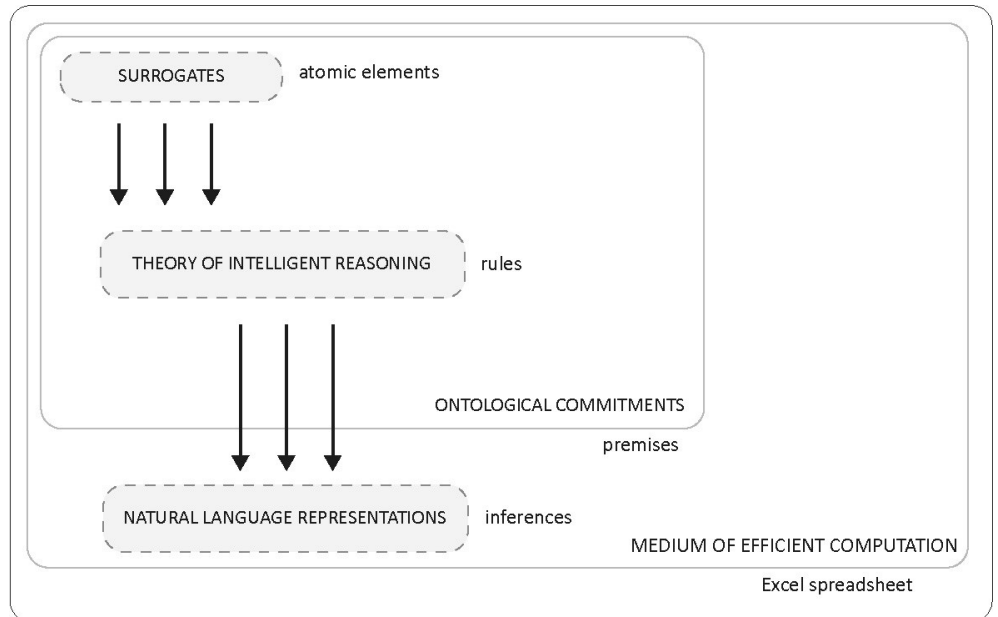 SURROGATES
atomic elements
THEORY OF INTELLIGENT REASONING
rules
ONTOLOGICAL COMMITMENTS
premises
NATURAL LANGUAGE REPRESENTATIONS
inferences
MEDIUM OF EFFICIENT COMPUTATION
Excel spreadsheet